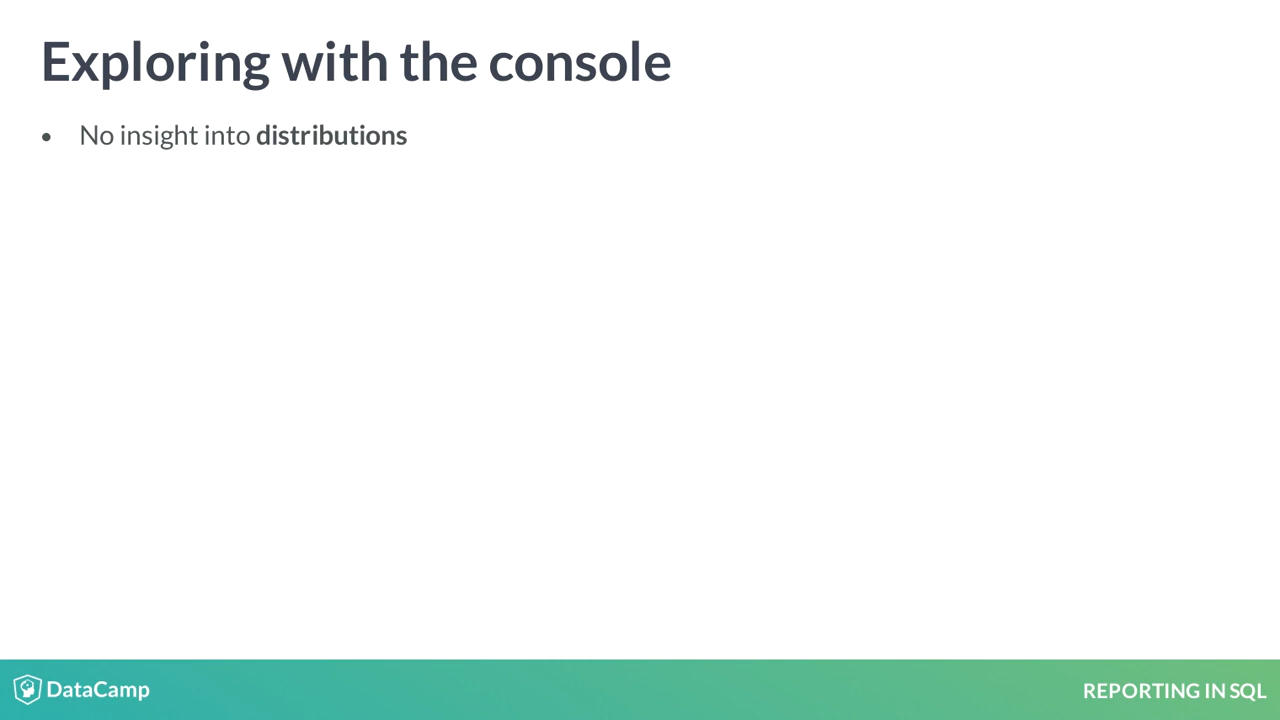 Exploring with the console
• No insight into distributions
DataCamp
REPORTING IN SQL